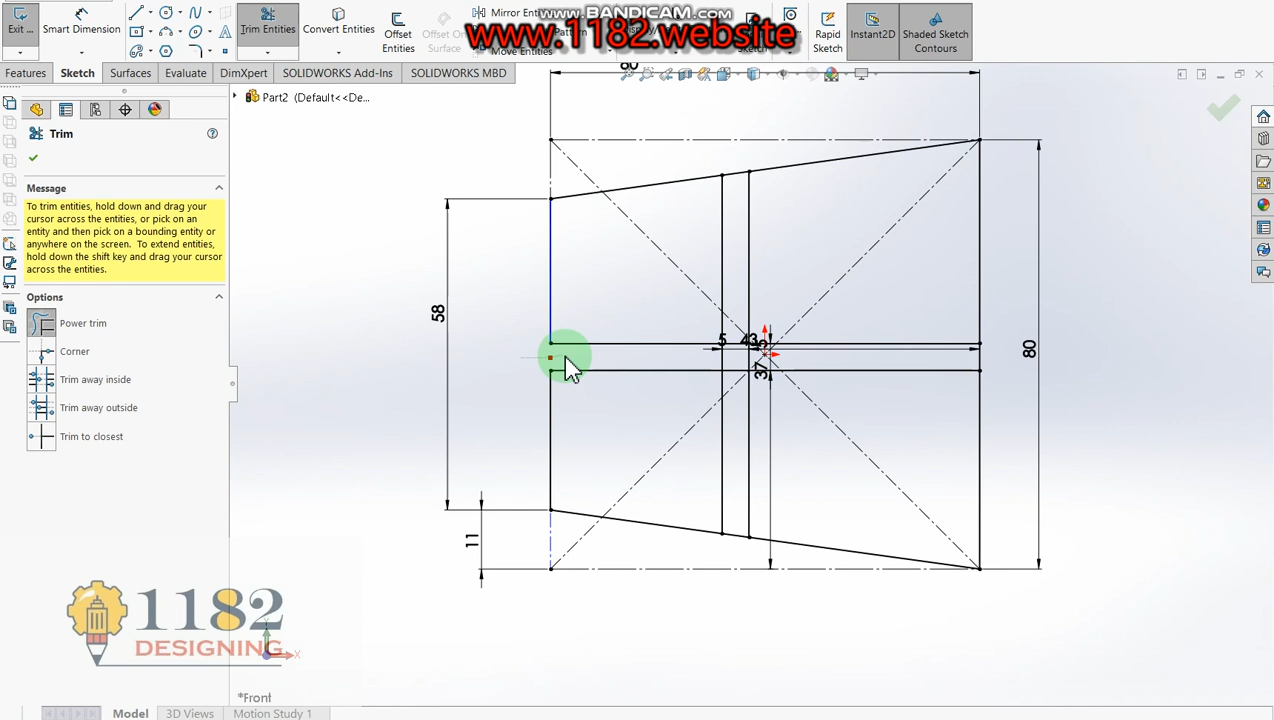 www.BANDICAM.com
www.1182.website
Exit ...
Smart Dimension
Trim Entities
Convert Entities
Offset Entities
Offset On Surface
Mirror Entities
Move Entities
Rapid Sketch
Instant2D
Shaded Sketch Contours
Features
Sketch
Surfaces
Evaluate
DimXpert
SOLIDWORKS Add-Ins
SOLIDWORKS MBD
Part2 (Default<<De...
Trim
Message
To trim entities, hold down and drag your
cursor across the entities, or pick on an
entity and then pick on a bounding entity or
anywhere on the screen. To extend entities,
hold down the shift key and drag your cursor
across the entities.
Options
Power trim
Corner
Trim away inside
Trim away outside
Trim to closest
80
58
5
43
5
37
80
11
1182
DESIGNING
Y
X
*Front
Model
3D Views
Motion Study 1